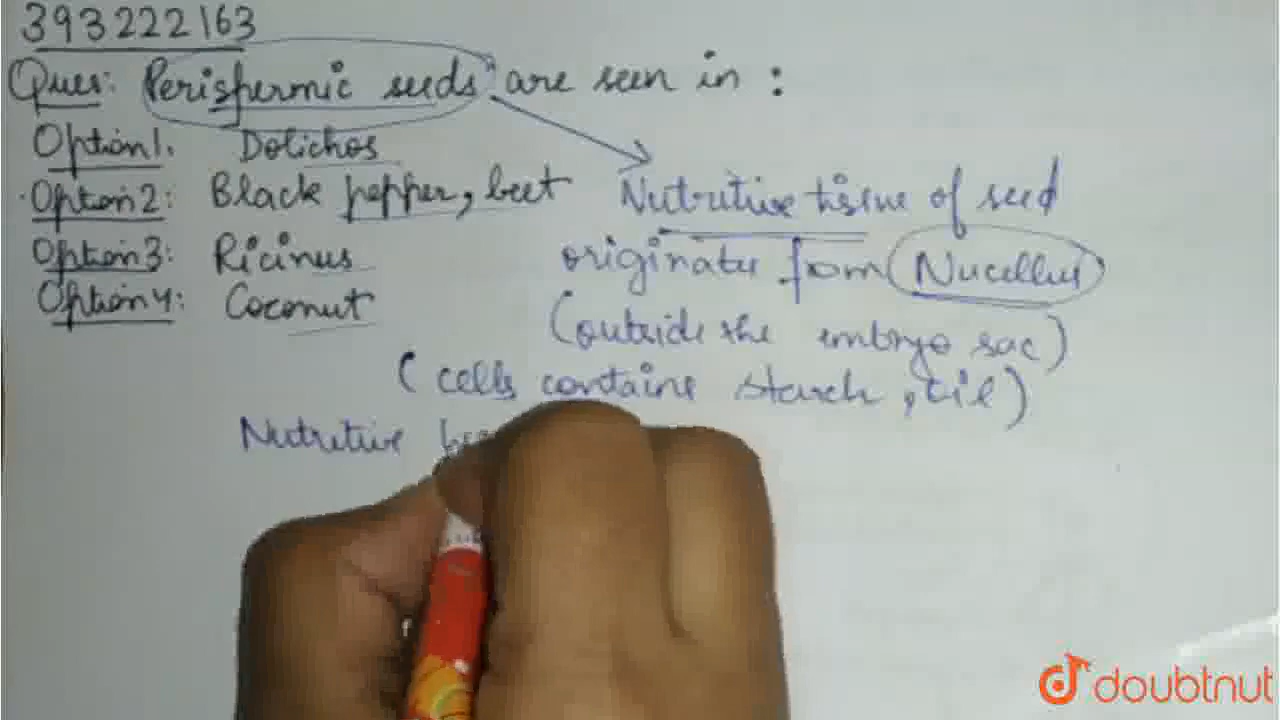 393222163
Ques: Perispermic seeds" are seen in :
Option1. Dolichos
Option2: Black pepper, beet
Option3: Ricinus
Option4: Coconut
Nutritive tissue of seed
originates from Nucellus
(outside the embryo sac)
(cells contains starch, oil)
Nutritive
doubtnut